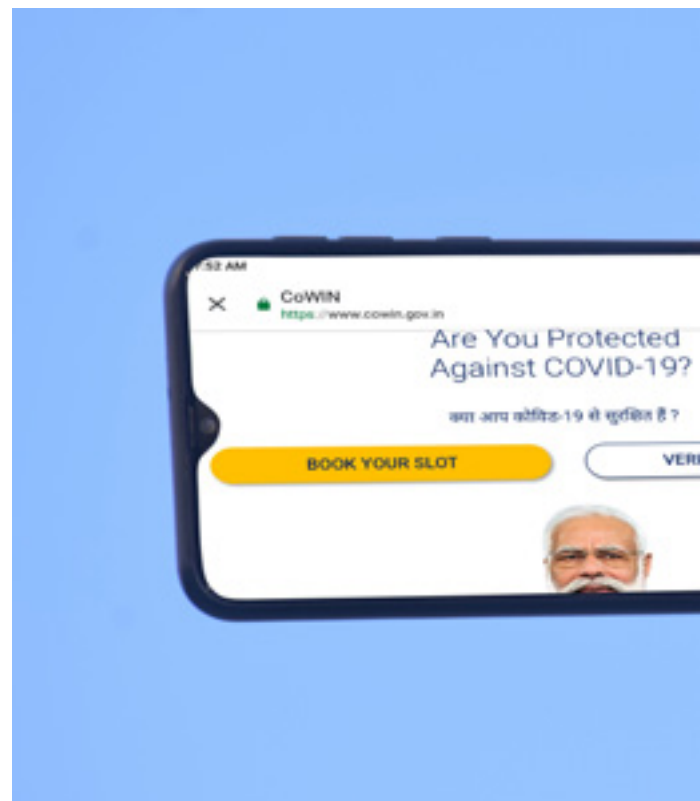 7:52 AM
CoWIN
https://www.cowin.gov.in
Are You Protected
Against COVID-19?
क्या आप कोविड-19 से सुरक्षित हैं ?
BOOK YOUR SLOT